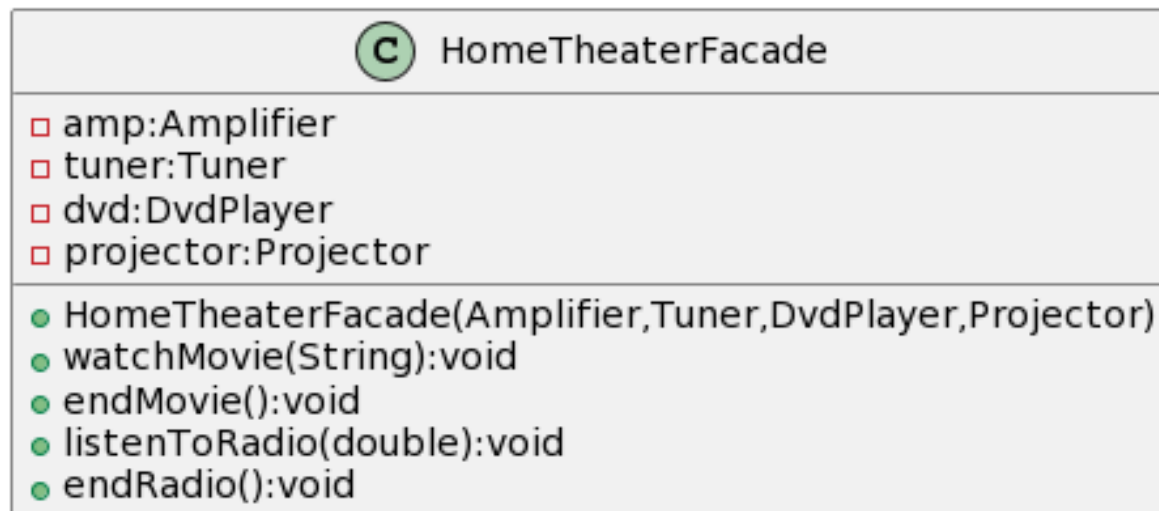 C HomeTheaterFacade
amp:Amplifier
tuner:Tuner
dvd:DvdPlayer
projector:Projector
HomeTheaterFacade(Amplifier,Tuner,DvdPlayer,Projector)
watchMovie(String):void
endMovie():void
listenToRadio(double):void
endRadio():void